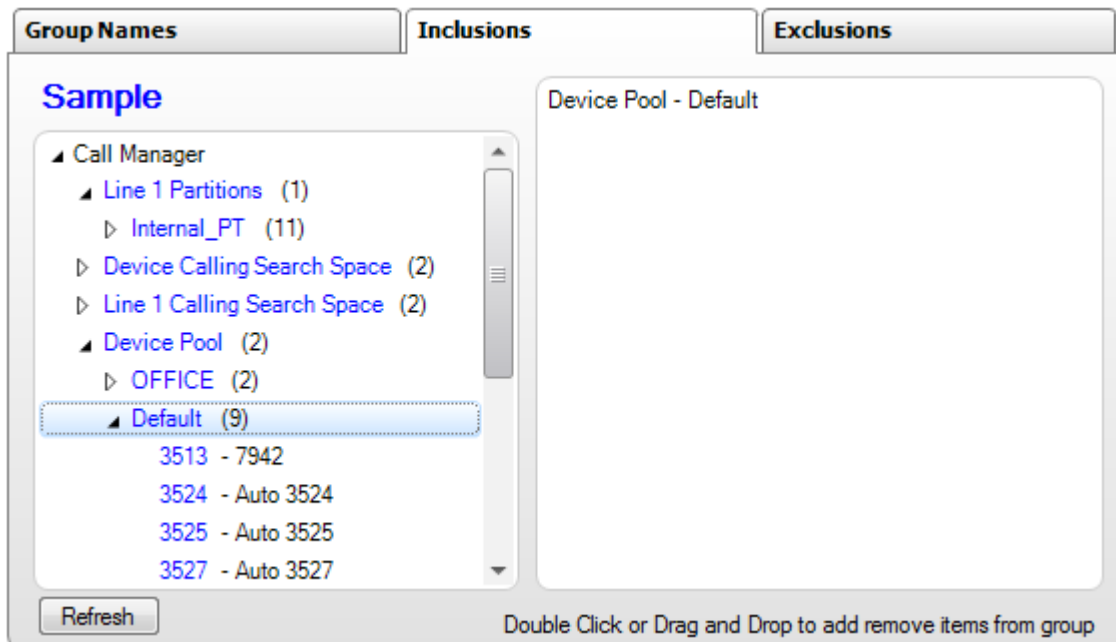 Group Names
Inclusions
Exclusions
Sample
Call Manager
Line 1 Partitions (1)
Internal_PT (11)
Device Calling Search Space (2)
Line 1 Calling Search Space (2)
Device Pool (2)
OFFICE (2)
Default (9)
3513 - 7942
3524 - Auto 3524
3525 - Auto 3525
3527 - Auto 3527
Device Pool - Default
Refresh
Double Click or Drag and Drop to add remove items from group